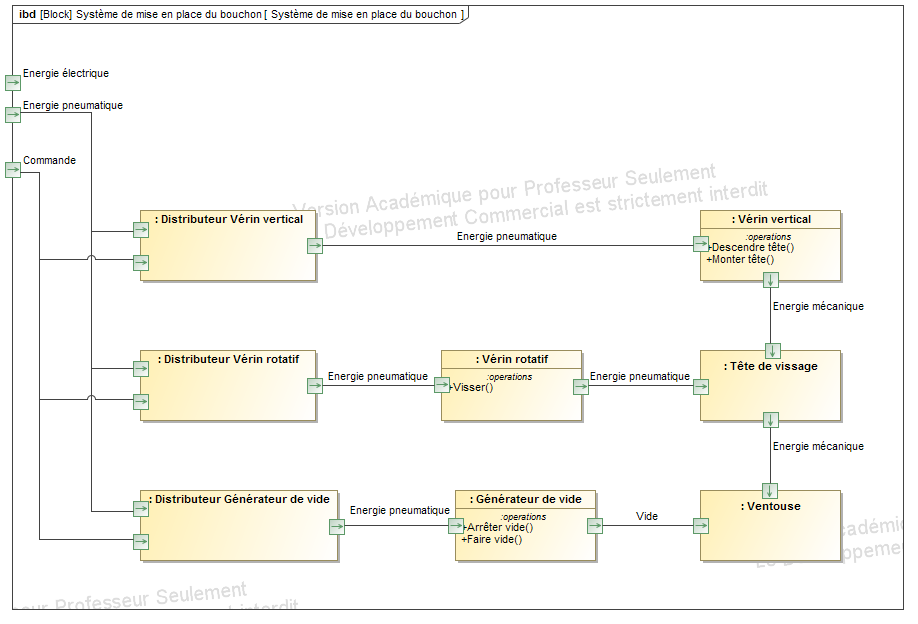 ibd [Block] Système de mise en place du bouchon [ Système de mise en place du bouchon ]
Energie électrique
Energie pneumatique
Commande
Version Académique pour Professeur Seulement
Développement Commercial est strictement interdit
: Distributeur Vérin vertical
Energie pneumatique
: Vérin vertical
:operations
+Descendre tête()
+Monter tête()
Energie mécanique
: Distributeur Vérin rotatif
Energie pneumatique
: Vérin rotatif
:operations
+Visser()
Energie pneumatique
: Tête de vissage
Energie mécanique
: Distributeur Générateur de vide
Energie pneumatique
: Générateur de vide
:operations
+Arrêter vide()
+Faire vide()
Vide
: Ventouse
pour Professeur Seulement